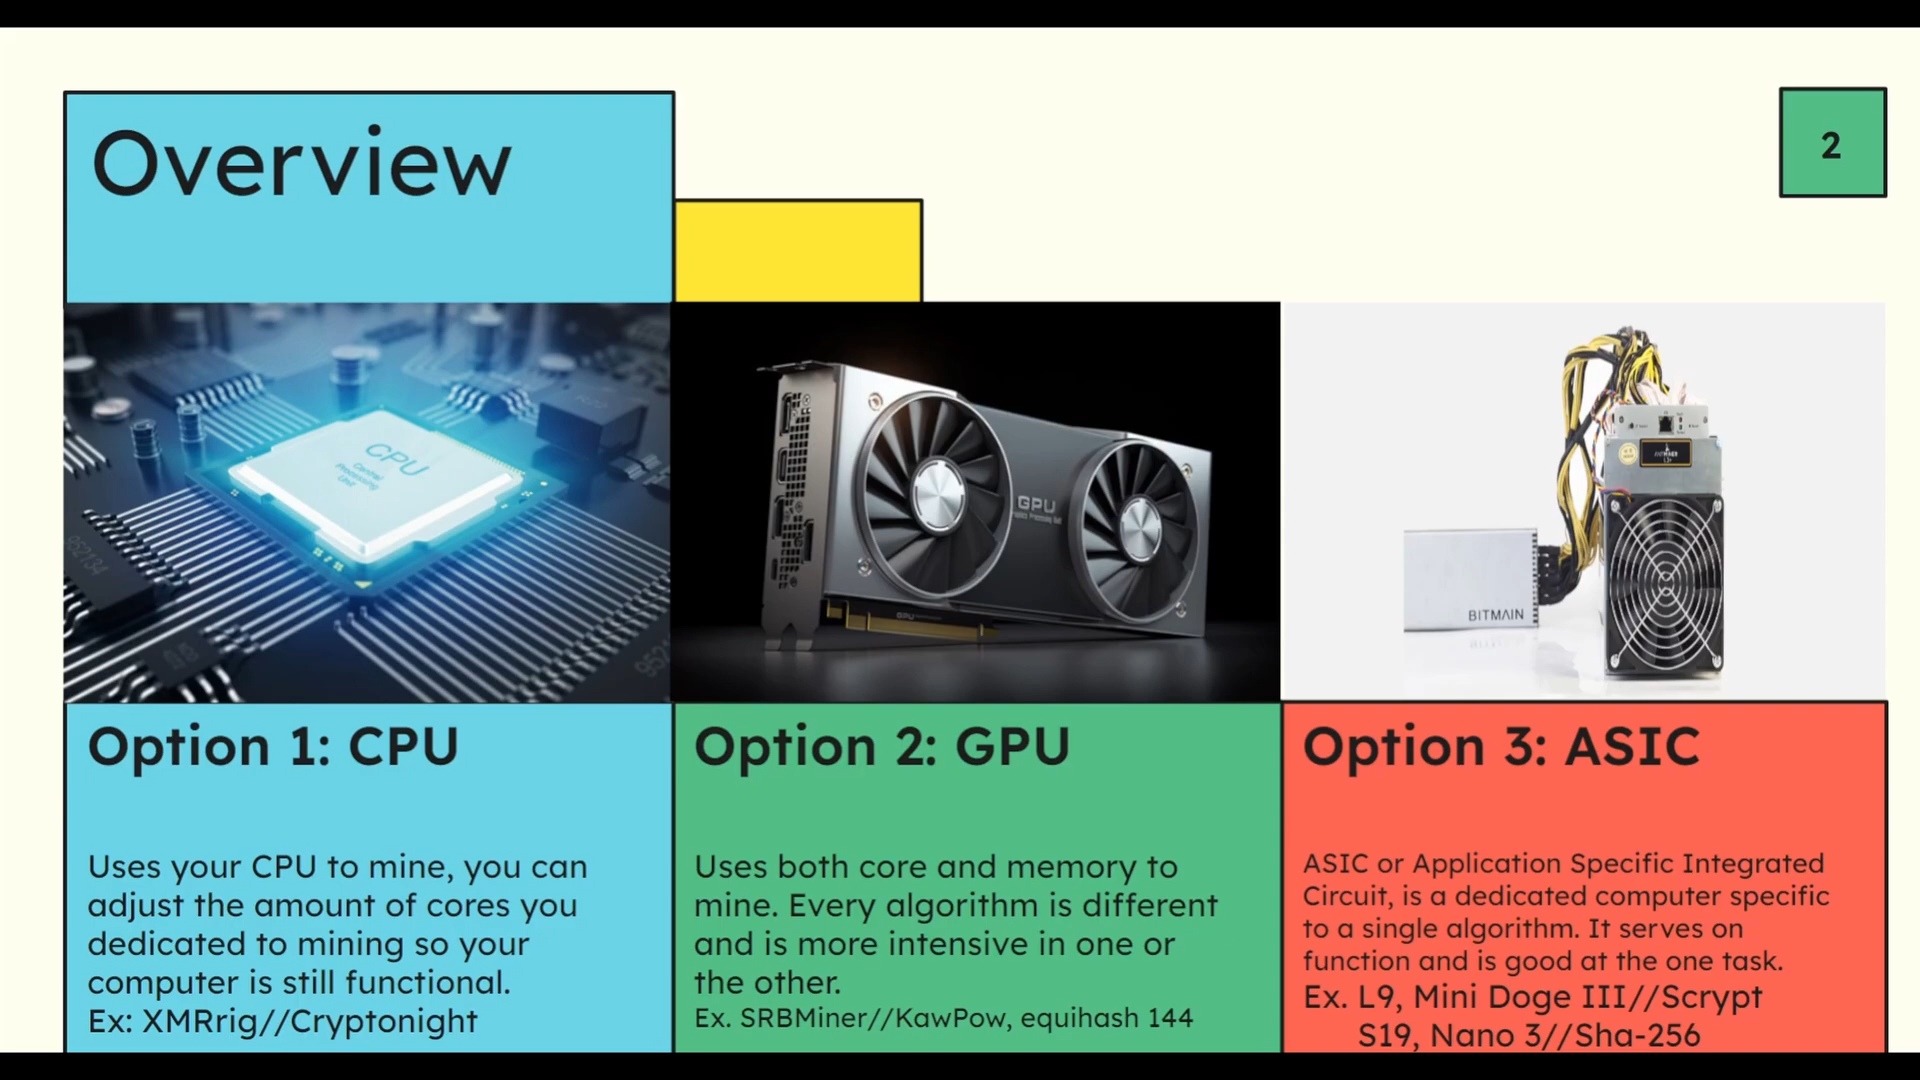 Overview
2
CPU
Central
Processing
Unit
GPU
BITMAIN
Option 1: CPU
Uses your CPU to mine, you can
adjust the amount of cores you
dedicated to mining so your
computer is still functional.
Ex: XMRrig//Cryptonight
Option 2: GPU
Uses both core and memory to
mine. Every algorithm is different
and is more intensive in one or
the other.
Ex. SRBMiner//KawPow, equihash 144
Option 3: ASIC
ASIC or Application Specific Integrated
Circuit, is a dedicated computer specific
to a single algorithm. It serves on
function and is good at the one task.
Ex. L9, Mini Doge III//Scrypt
S19, Nano 3//Sha-256